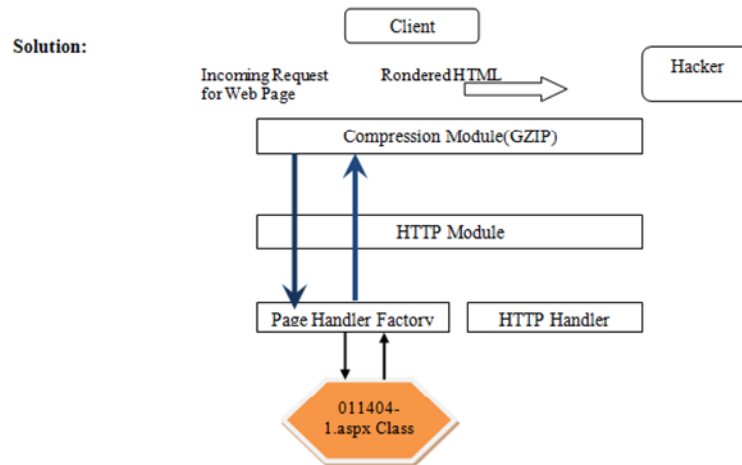 Client
Solution:
Hacker
Incoming Request
for Web Page
Rondered HTML
Compression Module(GZIP)
HTTP Module
Page Handler Factory
HTTP Handler
011404-
1.aspx Class